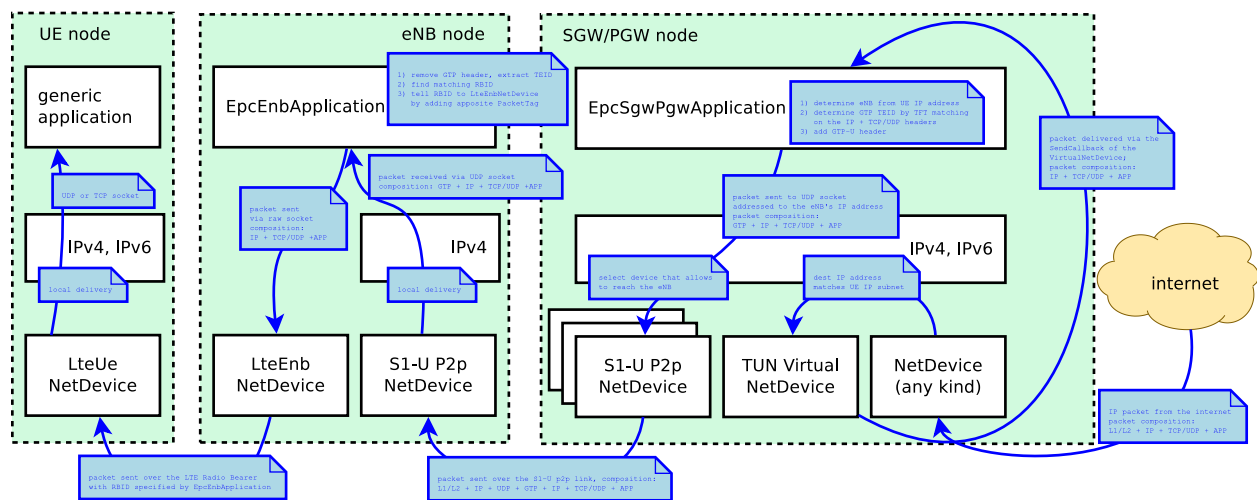 UE node
generic
application
UDP or TCP socket
IPv4, IPv6
local delivery
LteUe
NetDevice
packet sent over the LTE Radio Bearer
with RBID specified by EpcEnbApplication
eNB node
EpcEnbApplication
1) remove GTP header, extract TEID
2) find matching RBID
3) tell RBID to LteEnbNetDevice
by adding apposite PacketTag
packet received via UDP socket
composition: GTP + IP + TCP/UDP +APP
packet sent
via raw socket
composition:
IP + TCP/UDP +APP
IPv4
local delivery
LteEnb
NetDevice
S1-U P2p
NetDevice
packet sent over the S1-U p2p link, composition:
L1/L2 + IP + UDP + GTP + IP + TCP/UDP + APP
SGW/PGW node
EpcSgwPgwApplication
1) determine eNB from UE IP address
2) determine GTP TEID by TFT matching
on the IP + TCP/UDP headers
3) add GTP-U header
packet sent to UDP socket
addressed to the eNB's IP address
packet composition:
GTP + IP + TCP/UDP + APP
IPv4, IPv6
select device that allows
to reach the eNB
dest IP address
matches UE IP subnet
S1-U P2p
NetDevice
TUN Virtual
NetDevice
NetDevice
(any kind)
packet delivered via the
SendCallback of the
VirtualNetDevice;
packet composition:
IP + TCP/UDP + APP
internet
IP packet from the internet
packet composition:
L1/L2 + IP + TCP/UDP + APP